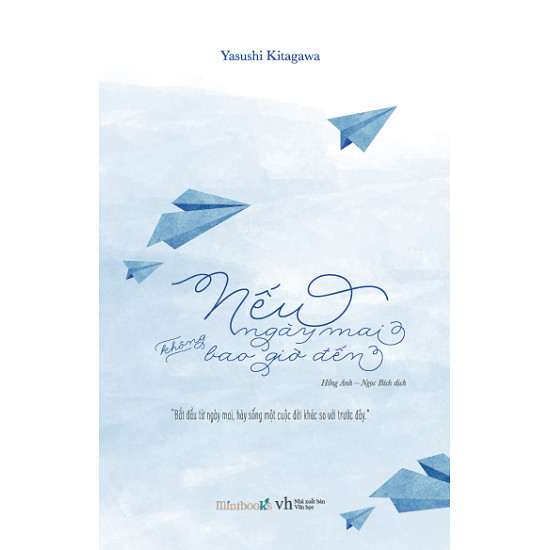 Yasushi Kitagawa
Nếu
ngày mai
không
bao giờ đến
Hồng Anh – Ngọc Bích dịch
"Bắt đầu từ ngày mai, hãy sống một cuộc đời khác so với trước đây."
mintbooks
vh
Nhà xuất bản
Văn học